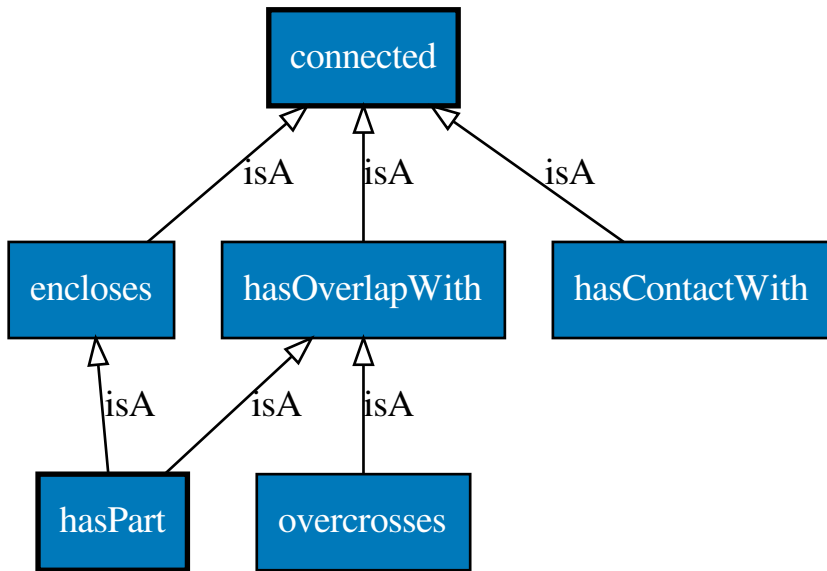 connected
isA isA isA
encloses hasOverlapWith hasContactWith
isA isA isA
hasPart overcrosses